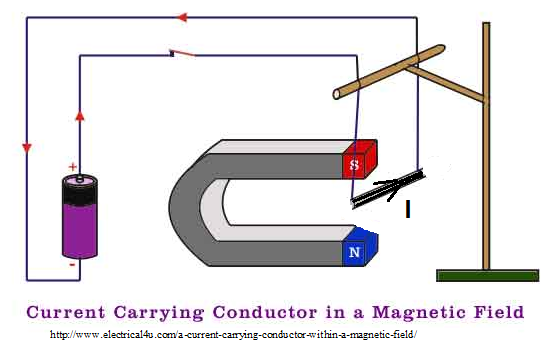 +
S
I
N
-
Current Carrying Conductor in a Magnetic Field
http://www.electrical4u.com/a-current-carrying-conductor-within-a-magnetic-field/